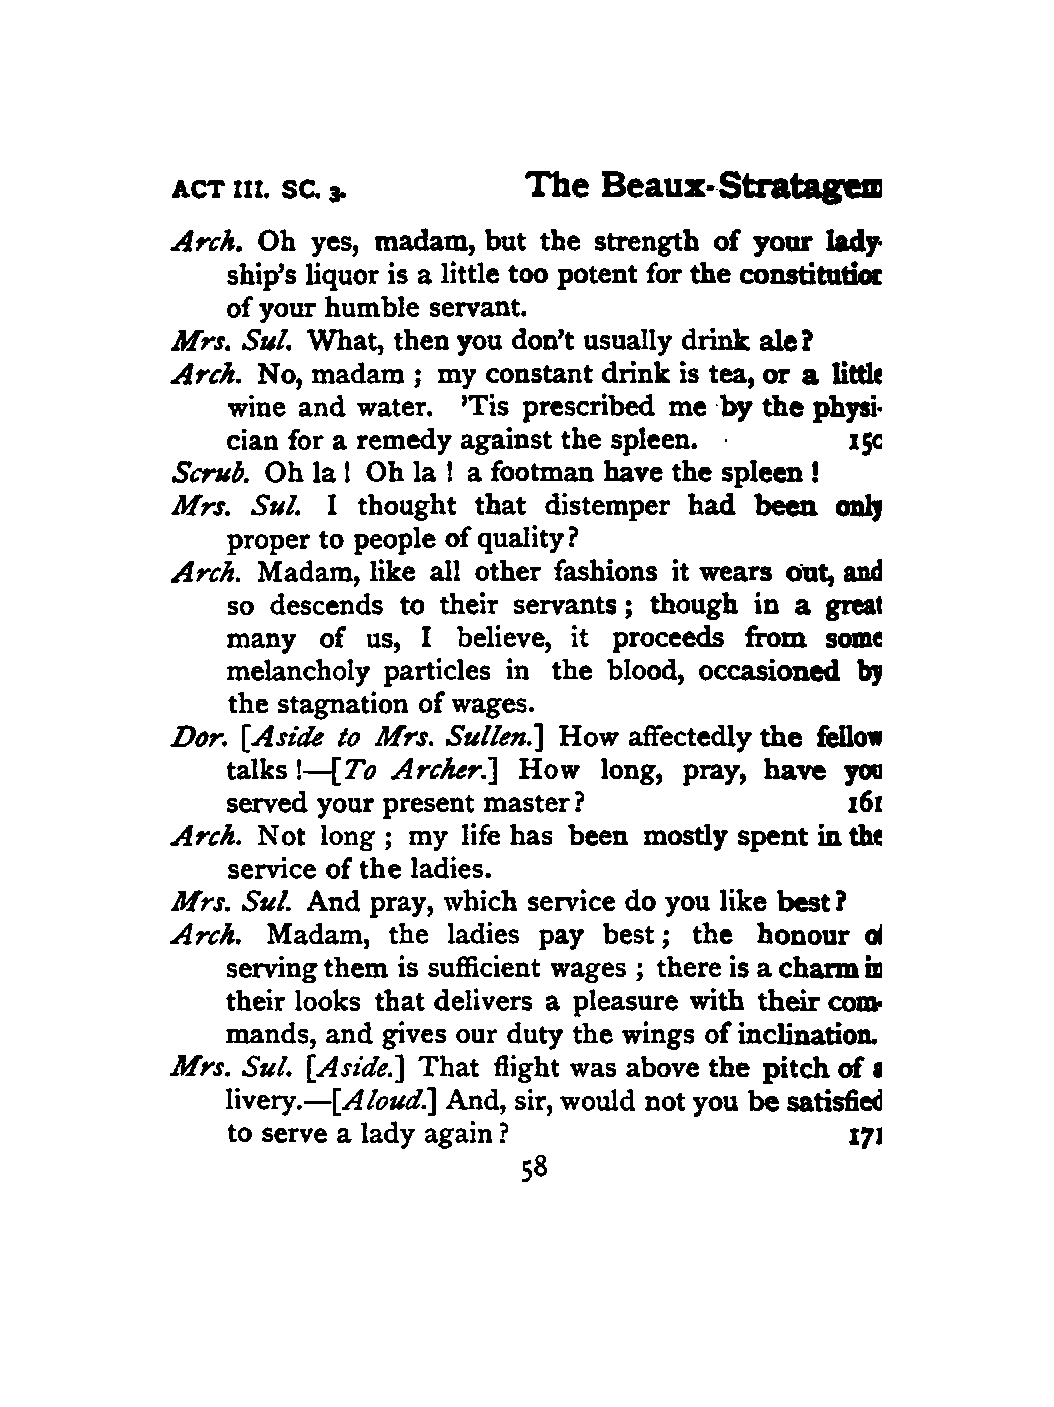 ACT III. SC. 3. The Beaux-Stratagem
Arch. Oh yes, madam, but the strength of your lady-
ship's liquor is a little too potent for the constitution
of your humble servant.
Mrs. Sul. What, then you don't usually drink ale?
Arch. No, madam; my constant drink is tea, or a little
wine and water. 'Tis prescribed me by the physi-
cian for a remedy against the spleen. 150
Scrub. Oh la! Oh la! a footman have the spleen!
Mrs. Sul. I thought that distemper had been only
proper to people of quality?
Arch. Madam, like all other fashions it wears out, and
so descends to their servants; though in a great
many of us, I believe, it proceeds from some
melancholy particles in the blood, occasioned by
the stagnation of wages.
Dor. [Aside to Mrs. Sullen.] How affectedly the fellow
talks!—[To Archer.] How long, pray, have you
served your present master? 161
Arch. Not long; my life has been mostly spent in the
service of the ladies.
Mrs. Sul. And pray, which service do you like best?
Arch. Madam, the ladies pay best; the honour of
serving them is sufficient wages; there is a charm in
their looks that delivers a pleasure with their com-
mands, and gives our duty the wings of inclination.
Mrs. Sul. [Aside.] That flight was above the pitch of a
livery.—[Aloud.] And, sir, would not you be satisfied
to serve a lady again? 171
58